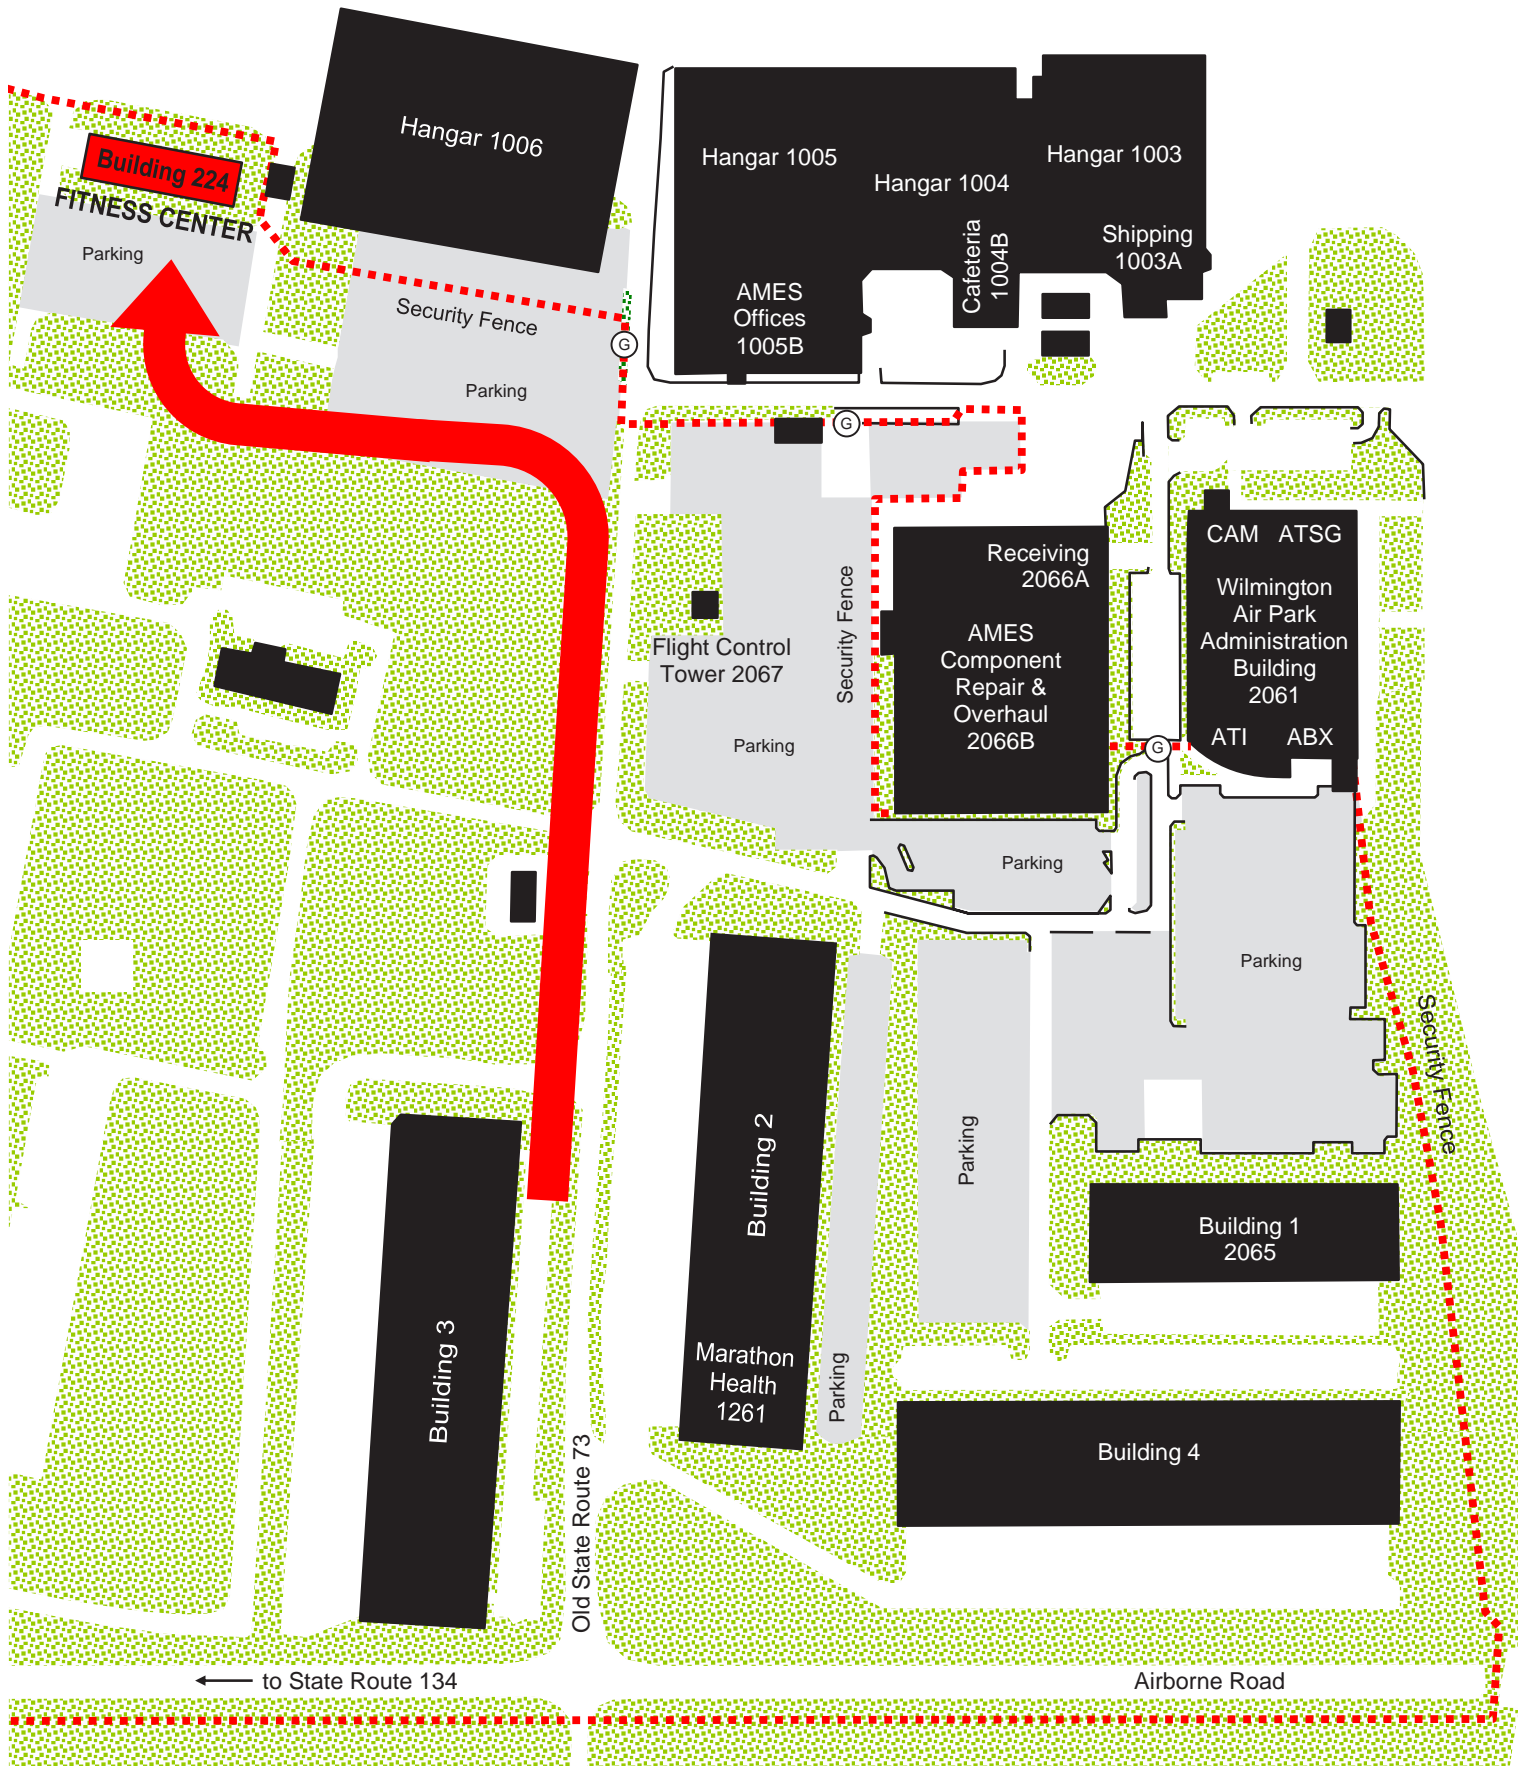 Hangar 1006
Building 224
FITNESS CENTER
Parking
Security Fence
Parking
G
Hangar 1005
Hangar 1004
Hangar 1003
Cafeteria
1004B
Shipping
1003A
AMES
Offices
1005B
G
Receiving
2066A
AMES
Component
Repair &
Overhaul
2066B
Security Fence
Flight Control
Tower 2067
Parking
CAM ATSG
Wilmington
Air Park
Administration
Building
2061
ATI ABX
G
Parking
Parking
Security Fence
Building 2
Marathon
Health
1261
Parking
Parking
Building 1
2065
Building 3
Building 4
Old State Route 73
to State Route 134
Airborne Road